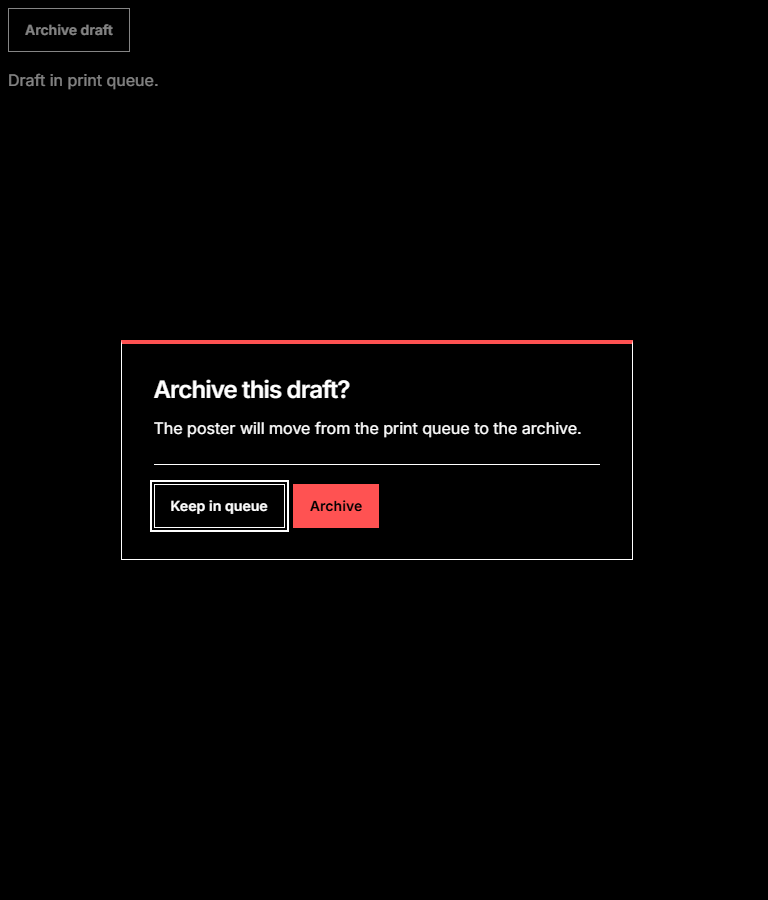 Archive draft
Draft in print queue.
Archive this draft?
The poster will move from the print queue to the archive.
Keep in queue Archive